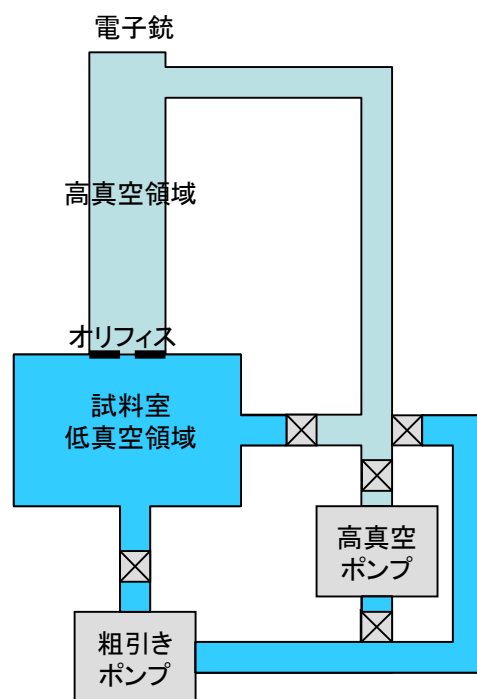 電子銃
高真空領域
オリフィス
試料室
低真空領域
高真空
ポンプ
粗引き
ポンプ